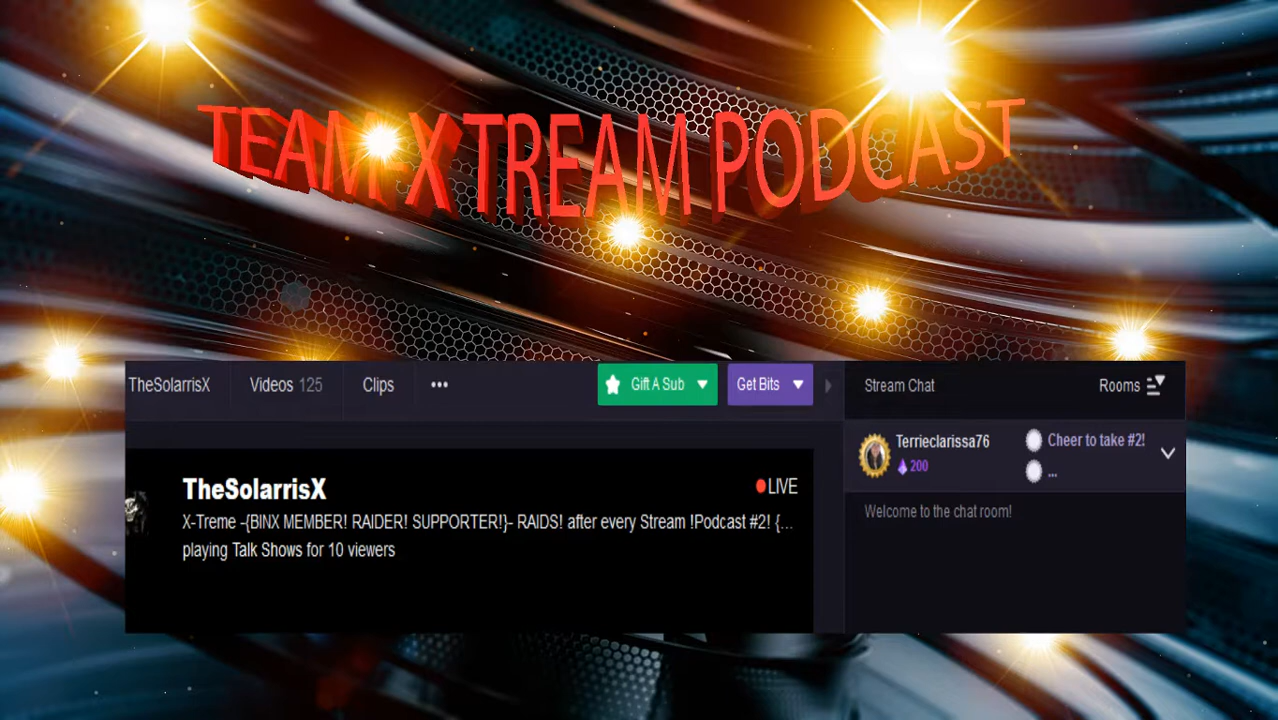 TEAM-X TREAM PODCAST
TheSolarrisX Videos 125 Clips ••• Gift A Sub Get Bits Stream Chat Rooms
Terrieclarissa76 Cheer to take #2!
200 ...
TheSolarrisX LIVE
X-Treme -{BINX MEMBER! RAIDER! SUPPORTER!}- RAIDS! after every Stream !Podcast #2! {...
playing Talk Shows for 10 viewers
Welcome to the chat room!